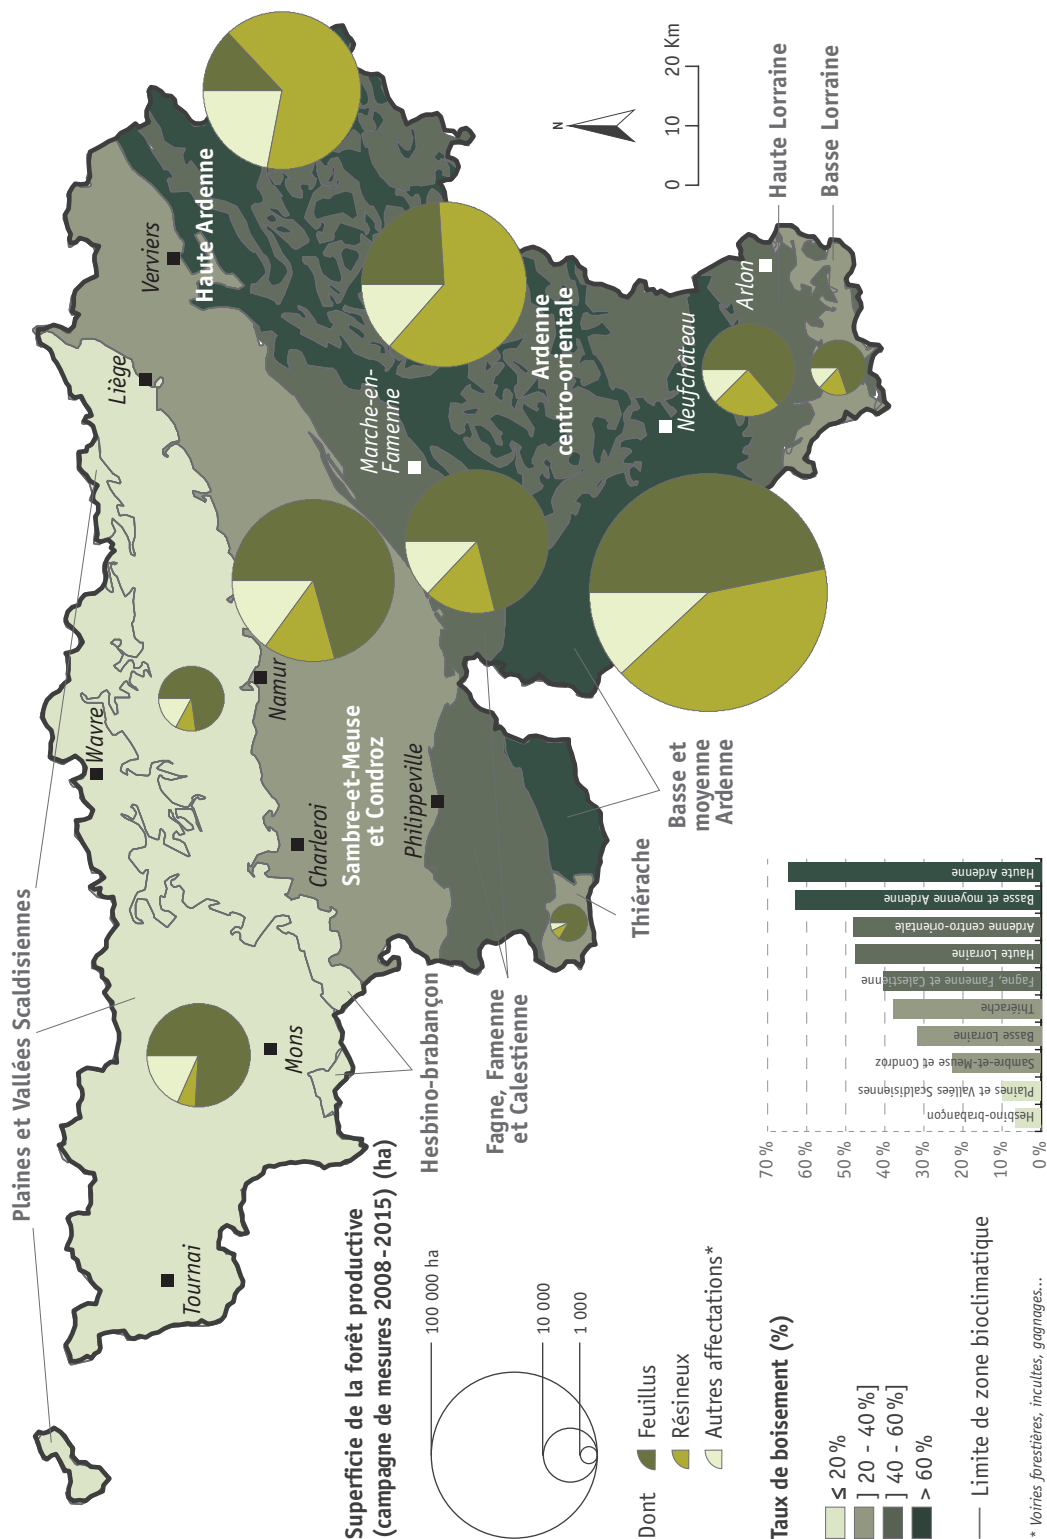 Plaines et Vallées Scaldisiennes
Tournai
Mons
Wavre
Liège
Verviers
Haute Ardenne
Namur
Charleroi
Sambre-et-Meuse
et Condroz
Philippeville
Marche-en-
Famenne
Ardenne
centro-orientale
Neufchâteau
Arlon
Hesbino-brabançon
Fagne, Famenne
et Calestienne
Thiérache
Basse et
moyenne
Ardenne
Haute Lorraine
Basse Lorraine
N
0 10 20 Km
Superficie de la forêt productive
(campagne de mesures 2008-2015) (ha)
100 000 ha
10 000
1 000
Dont
Feuillus
Résineux
Autres affectations*
Taux de boisement (%)
≤ 20 %
] 20 - 40 %]
] 40 - 60 %]
> 60 %
Limite de zone bioclimatique
* Voiries forestières, incultes, gagnages...
70 %
60 %
50 %
40 %
30 %
20 %
10 %
0 %
Hesbino-brabançon
Plaines et Vallées Scaldisiennes
Sambre-et-Meuse et Condroz
Basse Lorraine
Thiérache
Fagne, Famenne et Calestienne
Haute Lorraine
Ardenne centro-orientale
Basse et moyenne Ardenne
Haute Ardenne